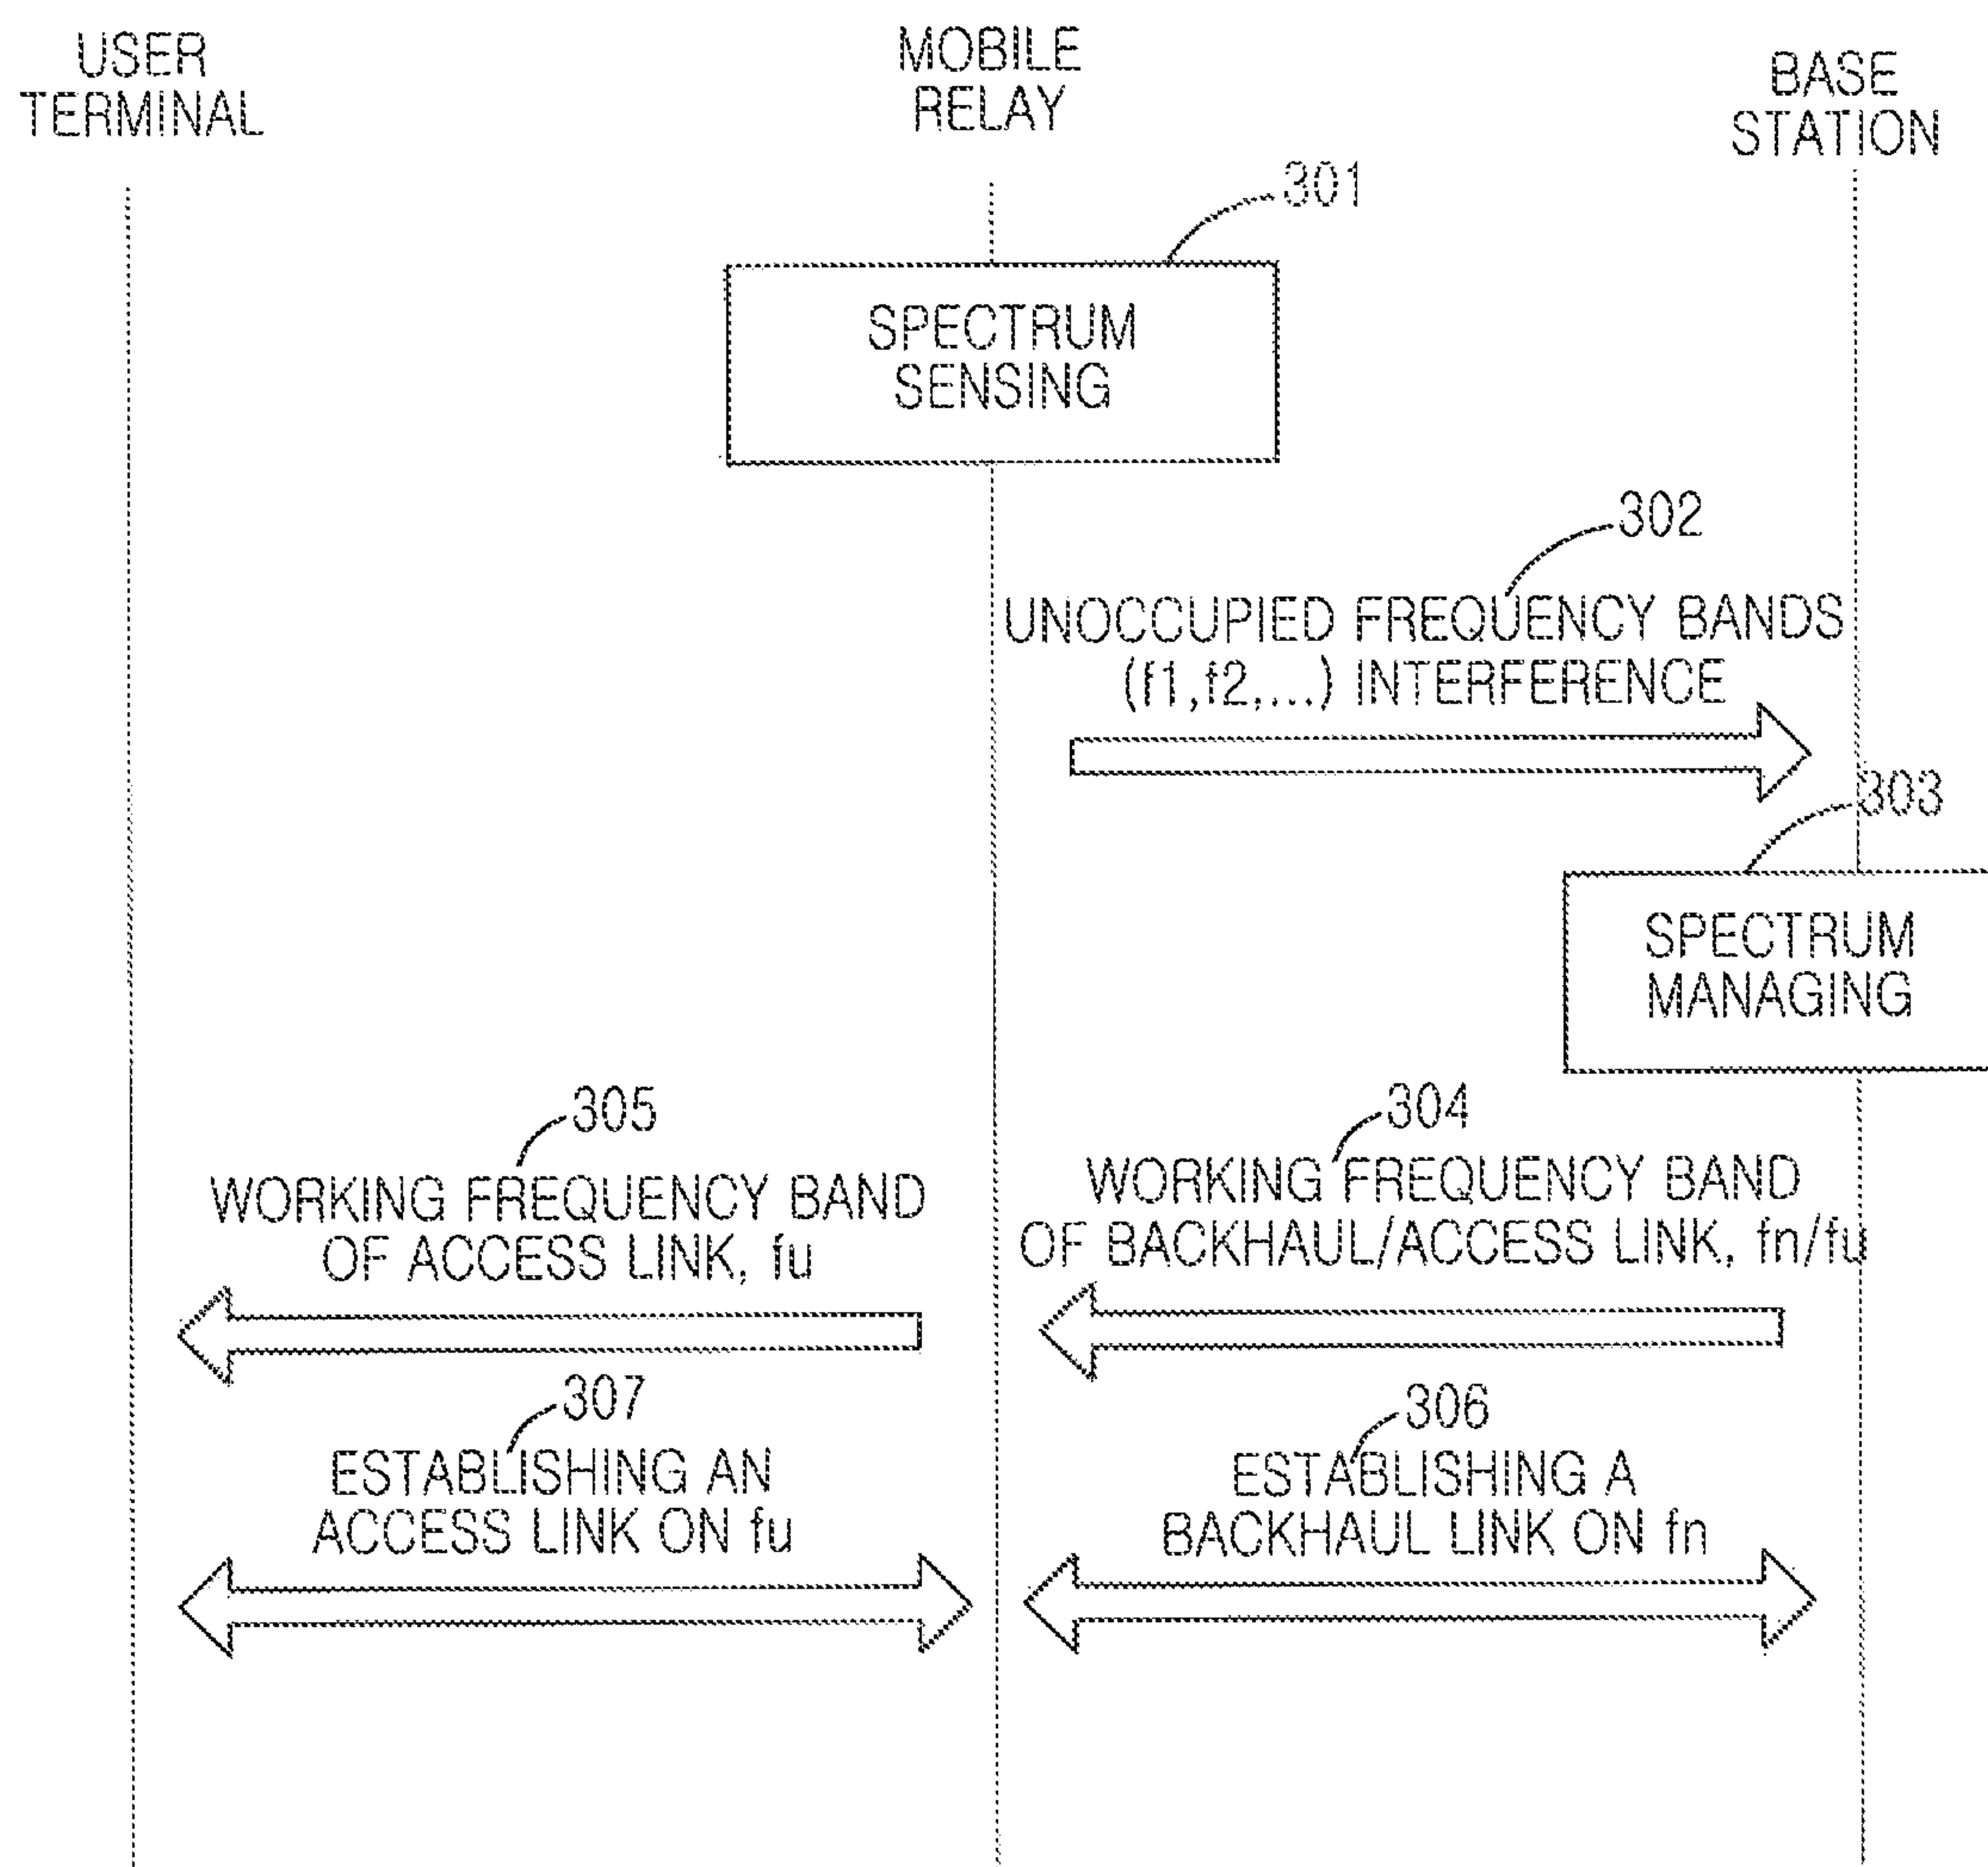 USER
TERMINAL
MOBILE
RELAY
BASE
STATION
301
SPECTRUM
SENSING
302
UNOCCUPIED FREQUENCY BANDS
(f1,f2,...) INTERFERENCE
303
SPECTRUM
MANAGING
305
WORKING FREQUENCY BAND
OF ACCESS LINK, fu
304
WORKING FREQUENCY BAND
OF BACKHAUL/ACCESS LINK, fn/fu
307
ESTABLISHING AN
ACCESS LINK ON fu
306
ESTABLISHING A
BACKHAUL LINK ON fn